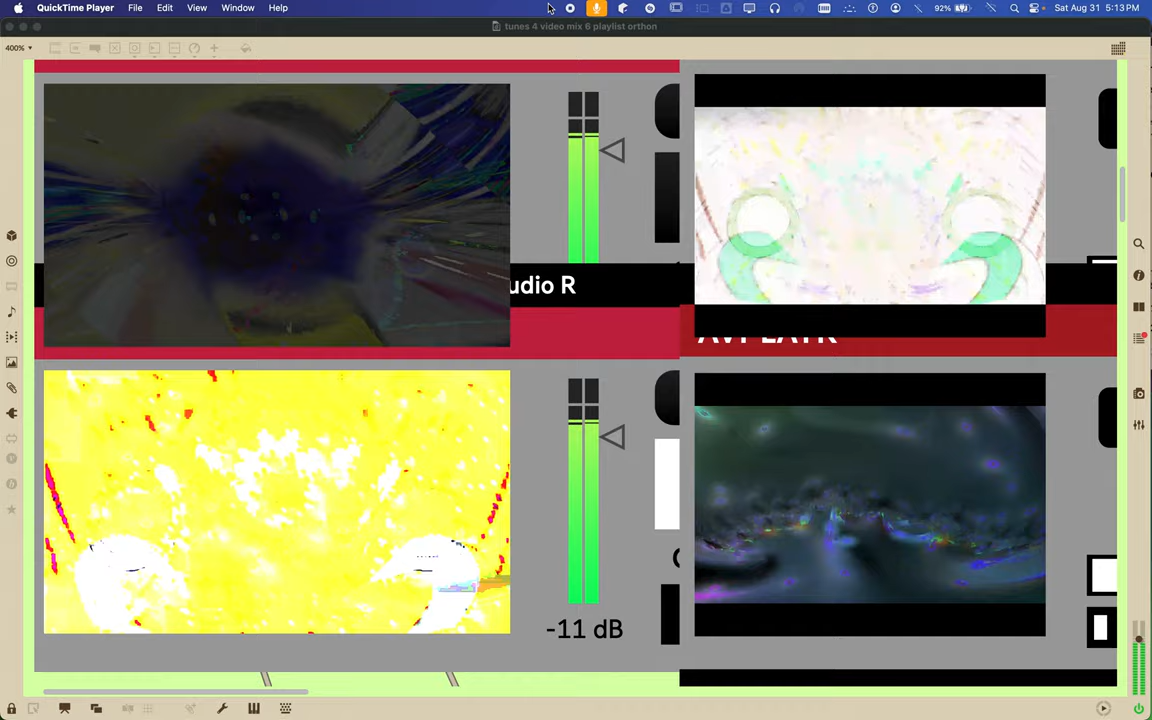 QuickTime Player File Edit View Window Help 92% Sat Aug 31 5:13 PM
tunes 4 video mix 6 playlist orthon
400%
udio R
-11 dB